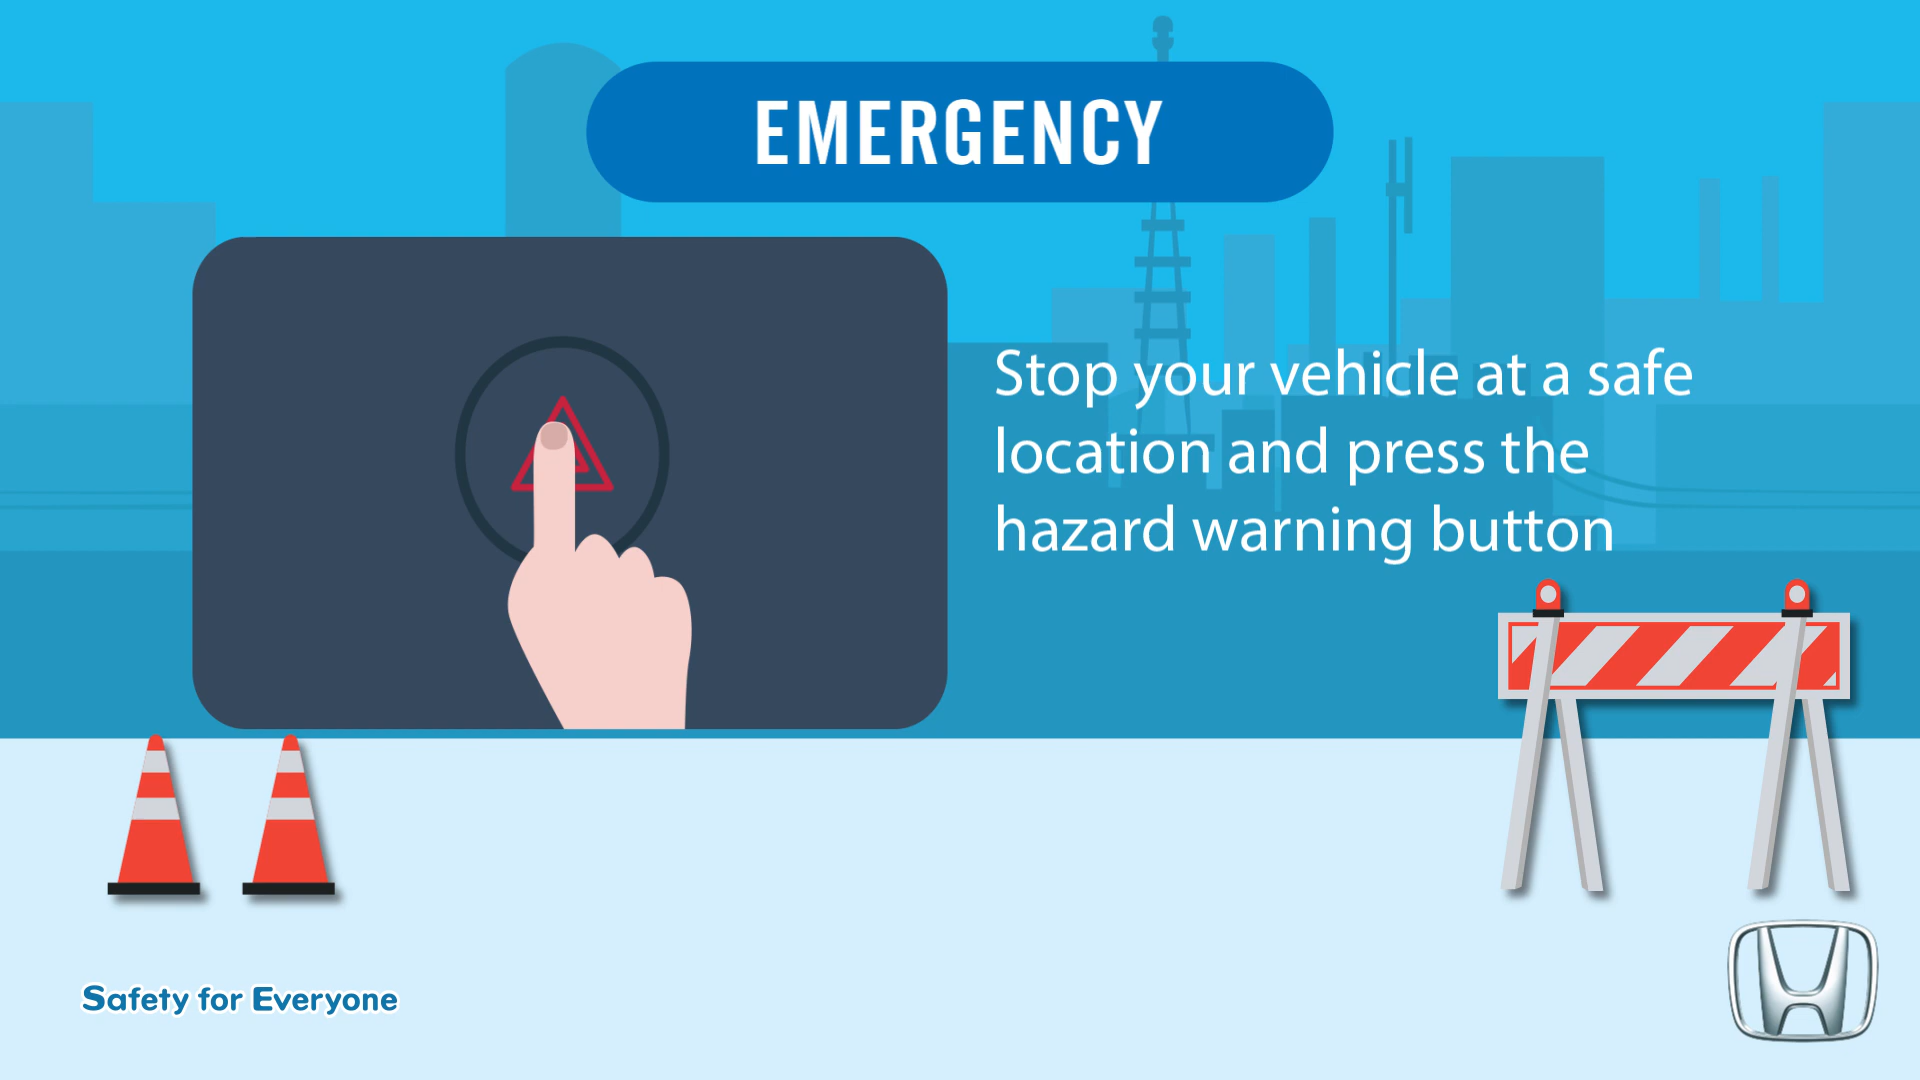 EMERGENCY
Stop your vehicle at a safe
location and press the
hazard warning button
Safety for Everyone